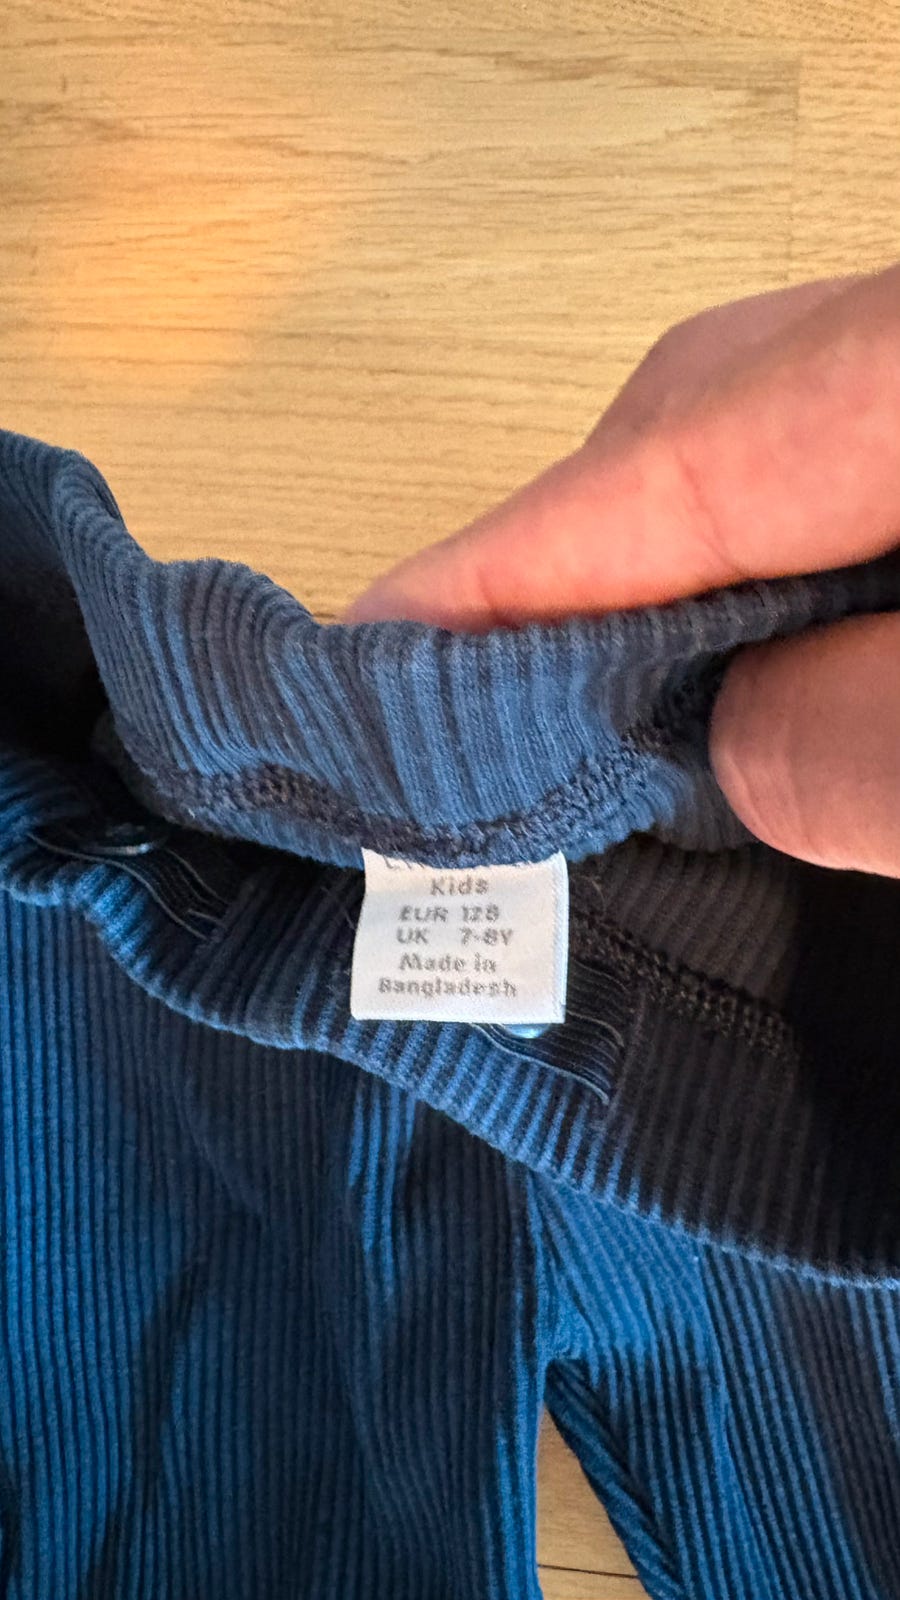 Kids
EUR 128
UK 7-8Y
Made in
Bangladesh